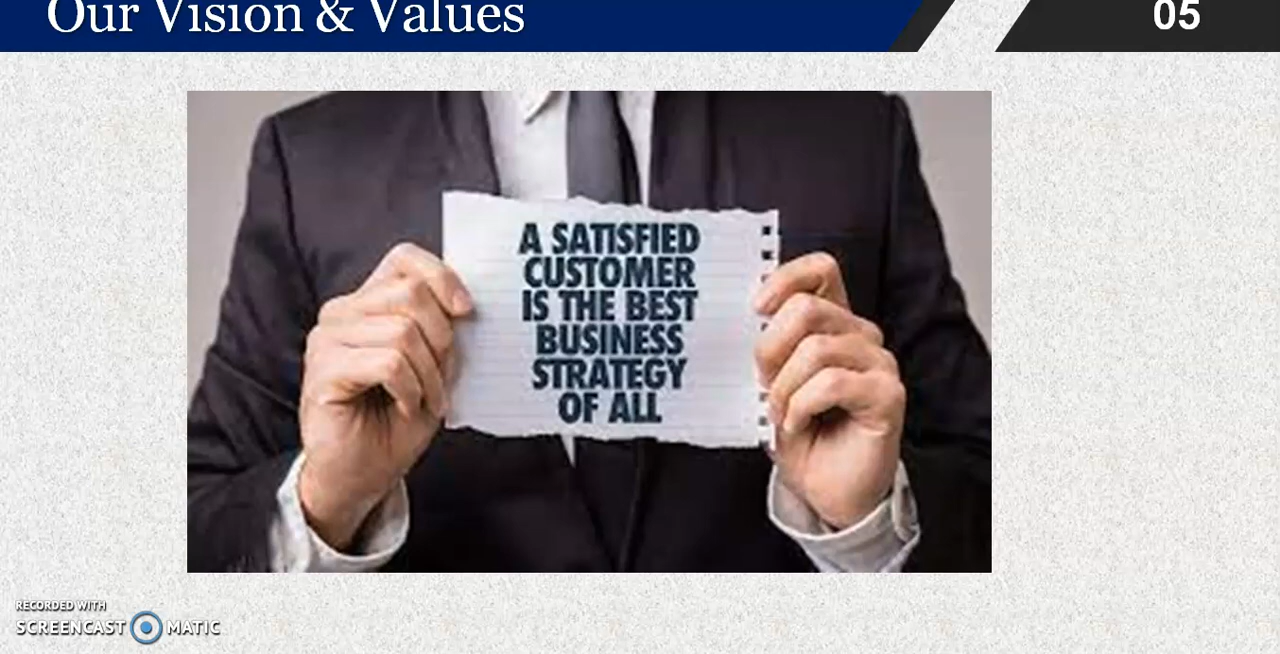 Our Vision & Values
05
A SATISFIED
CUSTOMER
IS THE BEST
BUSINESS
STRATEGY
OF ALL
RECORDED WITH
SCREENCAST MATIC